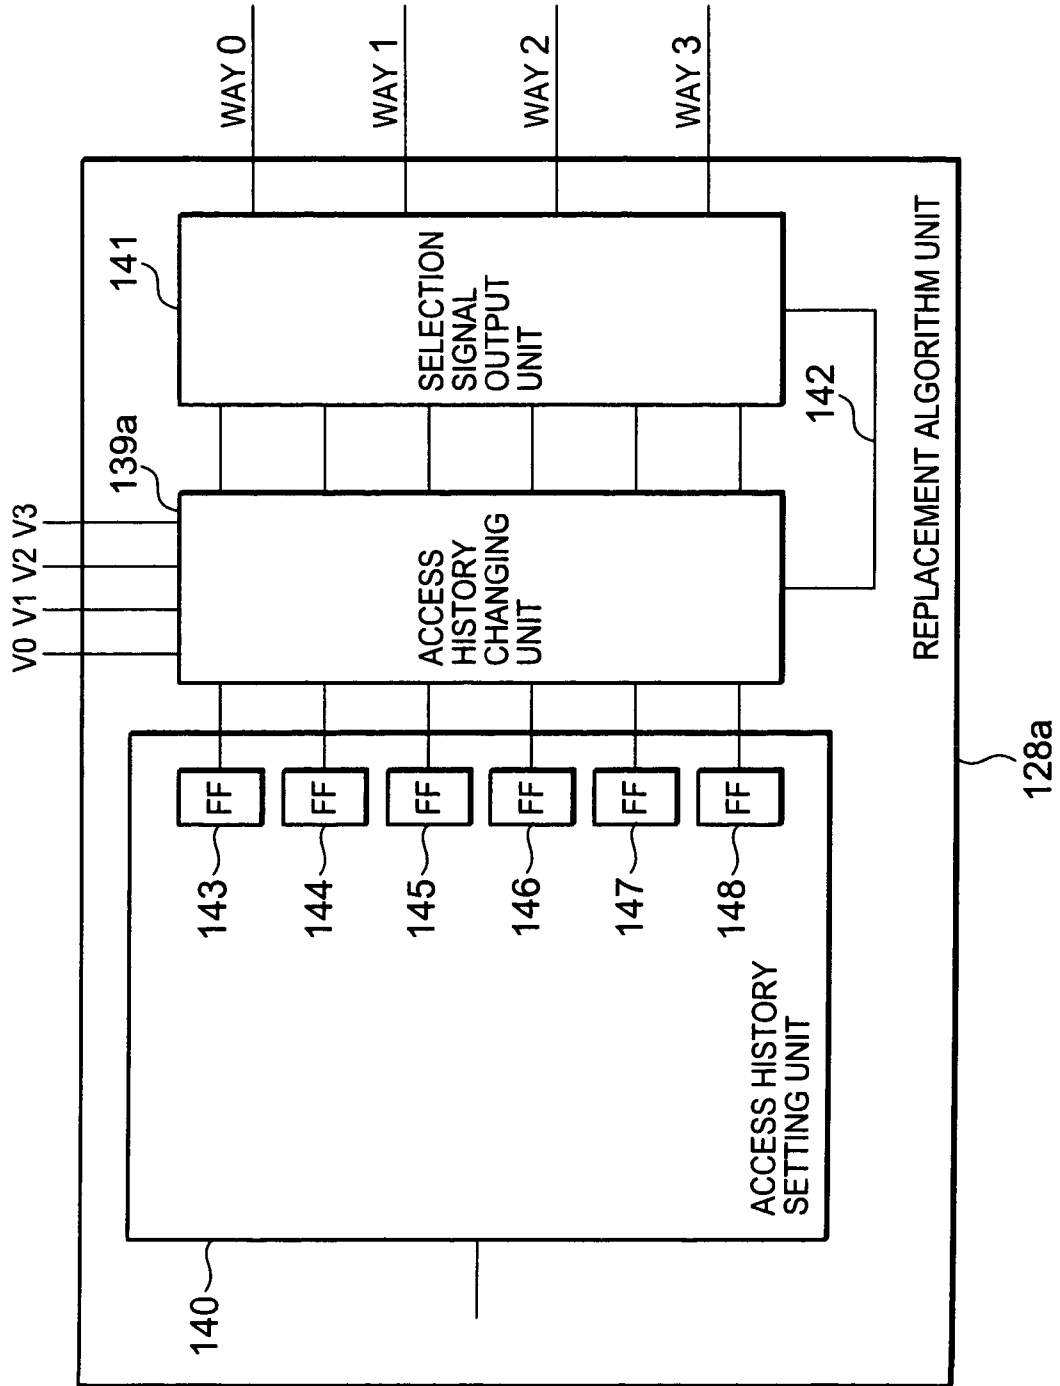 V0 V1 V2 V3
139a
141
WAY 0
WAY 1
WAY 2
WAY 3
140
143
FF
144
FF
145
FF
146
FF
147
FF
148
FF
ACCESS HISTORY
SETTING UNIT
ACCESS
HISTORY
CHANGING
UNIT
SELECTION
SIGNAL
OUTPUT
UNIT
142
REPLACEMENT ALGORITHM UNIT
128a